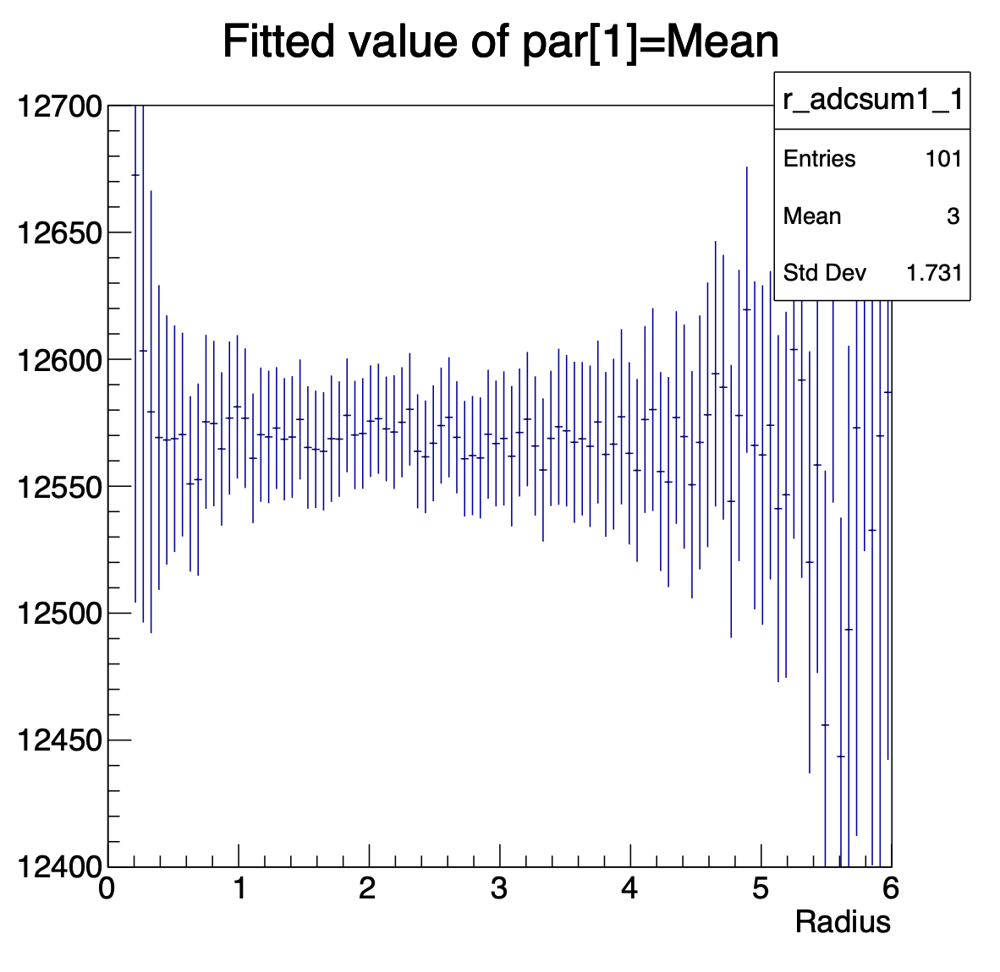 Fitted value of par[1]=Mean
r_adcsum1_1
Entries 101
Mean 3
Std Dev 1.731
12700
12650
12600
12550
12500
12450
12400
0 1 2 3 4 5 6
Radius